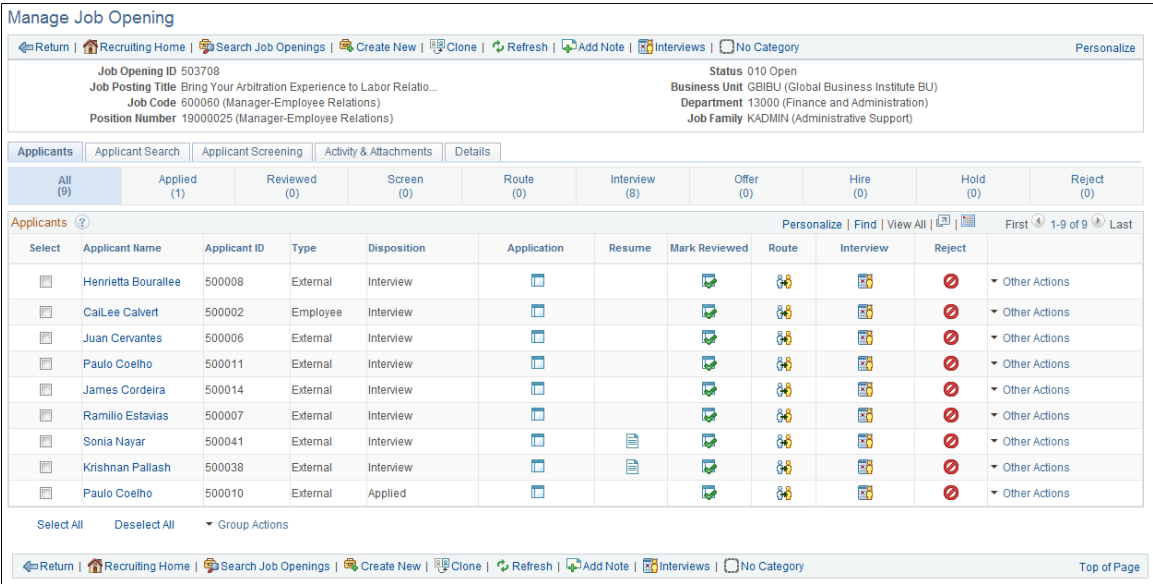 Manage Job Opening
Return | Recruiting Home | Search Job Openings | Create New | Clone | Refresh | Add Note | Interviews | No Category Personalize
Job Opening ID 503708 Status 010 Open
Job Posting Title Bring Your Arbitration Experience to Labor Relatio... Business Unit GBIBU (Global Business Institute BU)
Job Code 600060 (Manager-Employee Relations) Department 13000 (Finance and Administration)
Position Number 19000025 (Manager-Employee Relations) Job Family KADMIN (Administrative Support)
Applicants Applicant Search Applicant Screening Activity & Attachments Details
All Applied Reviewed Screen Route Interview Offer Hire Hold Reject
(9) (1) (0) (0) (0) (8) (0) (0) (0) (0)
Applicants ? Personalize | Find | View All | | First 1-9 of 9 Last
Select Applicant Name Applicant ID Type Disposition Application Resume Mark Reviewed Route Interview Reject
Henrietta Bourallee 500008 External Interview Other Actions
CaiLee Calvert 500002 Employee Interview Other Actions
Juan Cervantes 500006 External Interview Other Actions
Paulo Coelho 500011 External Interview Other Actions
James Cordeira 500014 External Interview Other Actions
Ramilio Estavias 500007 External Interview Other Actions
Sonia Nayar 500041 External Interview Other Actions
Krishnan Pallash 500038 External Interview Other Actions
Paulo Coelho 500010 External Applied Other Actions
Select All Deselect All Group Actions
Return | Recruiting Home | Search Job Openings | Create New | Clone | Refresh | Add Note | Interviews | No Category Top of Page